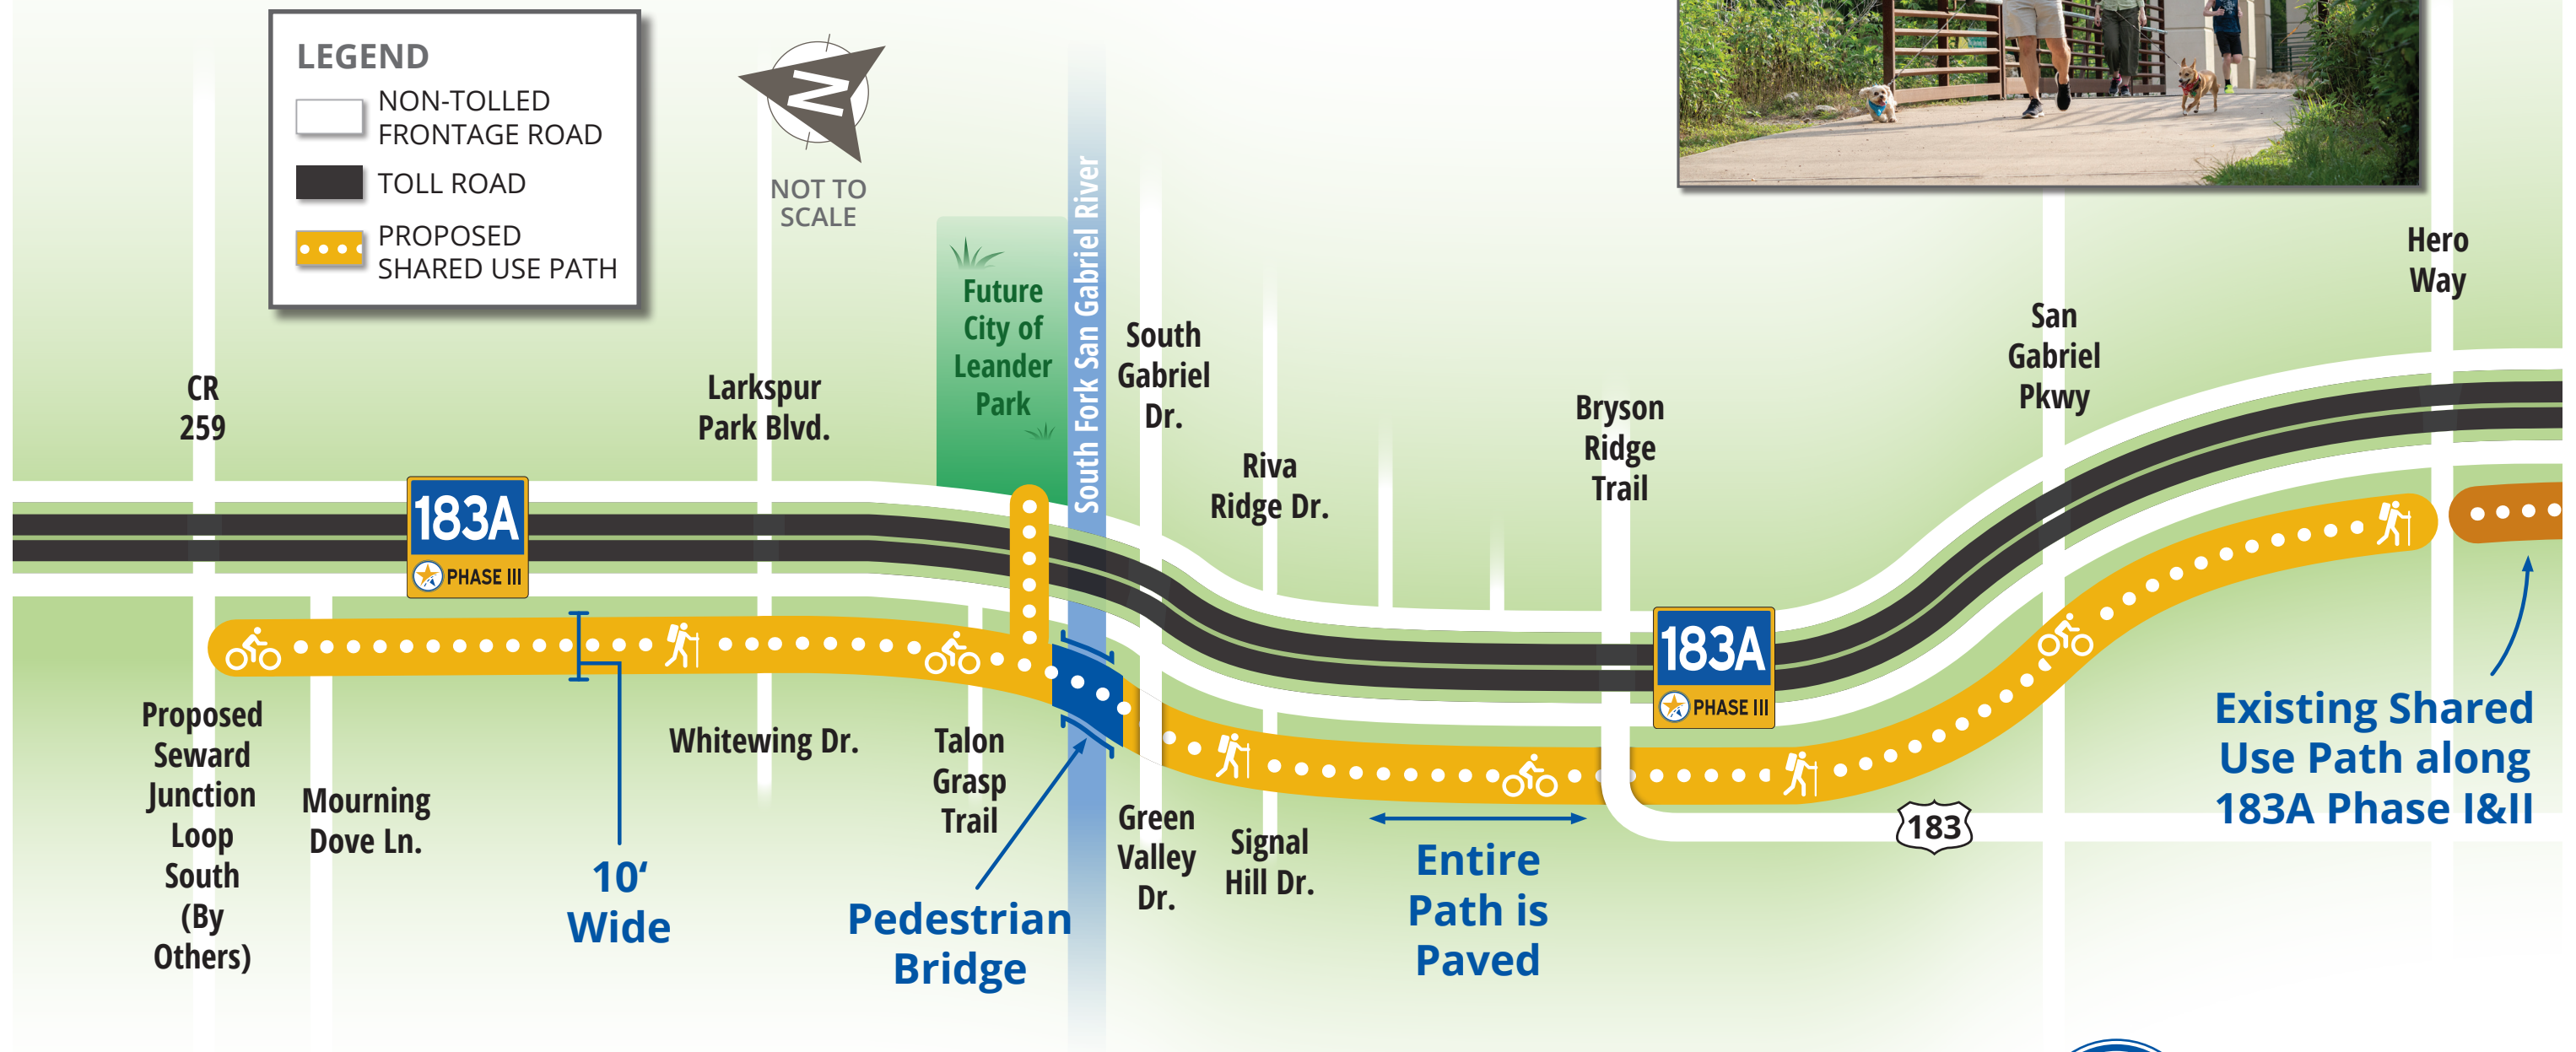 LEGEND
NON-TOLLED
FRONTAGE ROAD
TOLL ROAD
PROPOSED
SHARED USE PATH
N
NOT TO
SCALE
CR
259
Larkspur
Park Blvd.
Future
City of
Leander
Park
South Fork San Gabriel River
South
Gabriel
Dr.
Riva
Ridge Dr.
Bryson
Ridge
Trail
San
Gabriel
Pkwy
Hero
Way
183A
PHASE III
183A
PHASE III
Proposed
Seward
Junction
Loop
South
(By
Others)
Mourning
Dove Ln.
10‘
Wide
Whitewing Dr.
Talon
Grasp
Trail
Pedestrian
Bridge
Green
Valley
Dr.
Signal
Hill Dr.
Entire
Path is
Paved
183
Existing Shared
Use Path along
183A Phase I&II